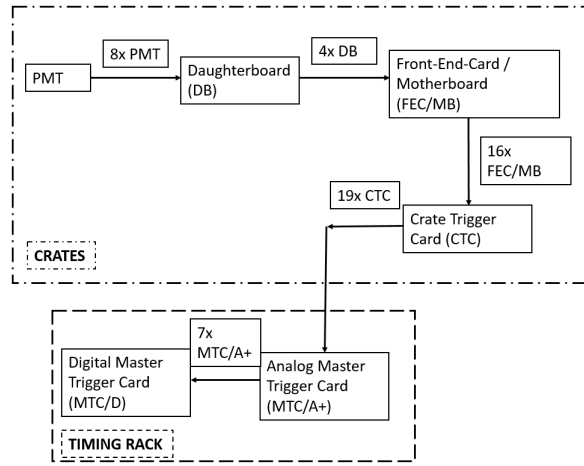 8x PMT
4x DB
PMT
Daughterboard
(DB)
Front-End-Card /
Motherboard
(FEC/MB)
16x
FEC/MB
19x CTC
Crate Trigger
Card (CTC)
CRATES
7x
MTC/A+
Digital Master
Trigger Card
(MTC/D)
Analog Master
Trigger Card
(MTC/A+)
TIMING RACK